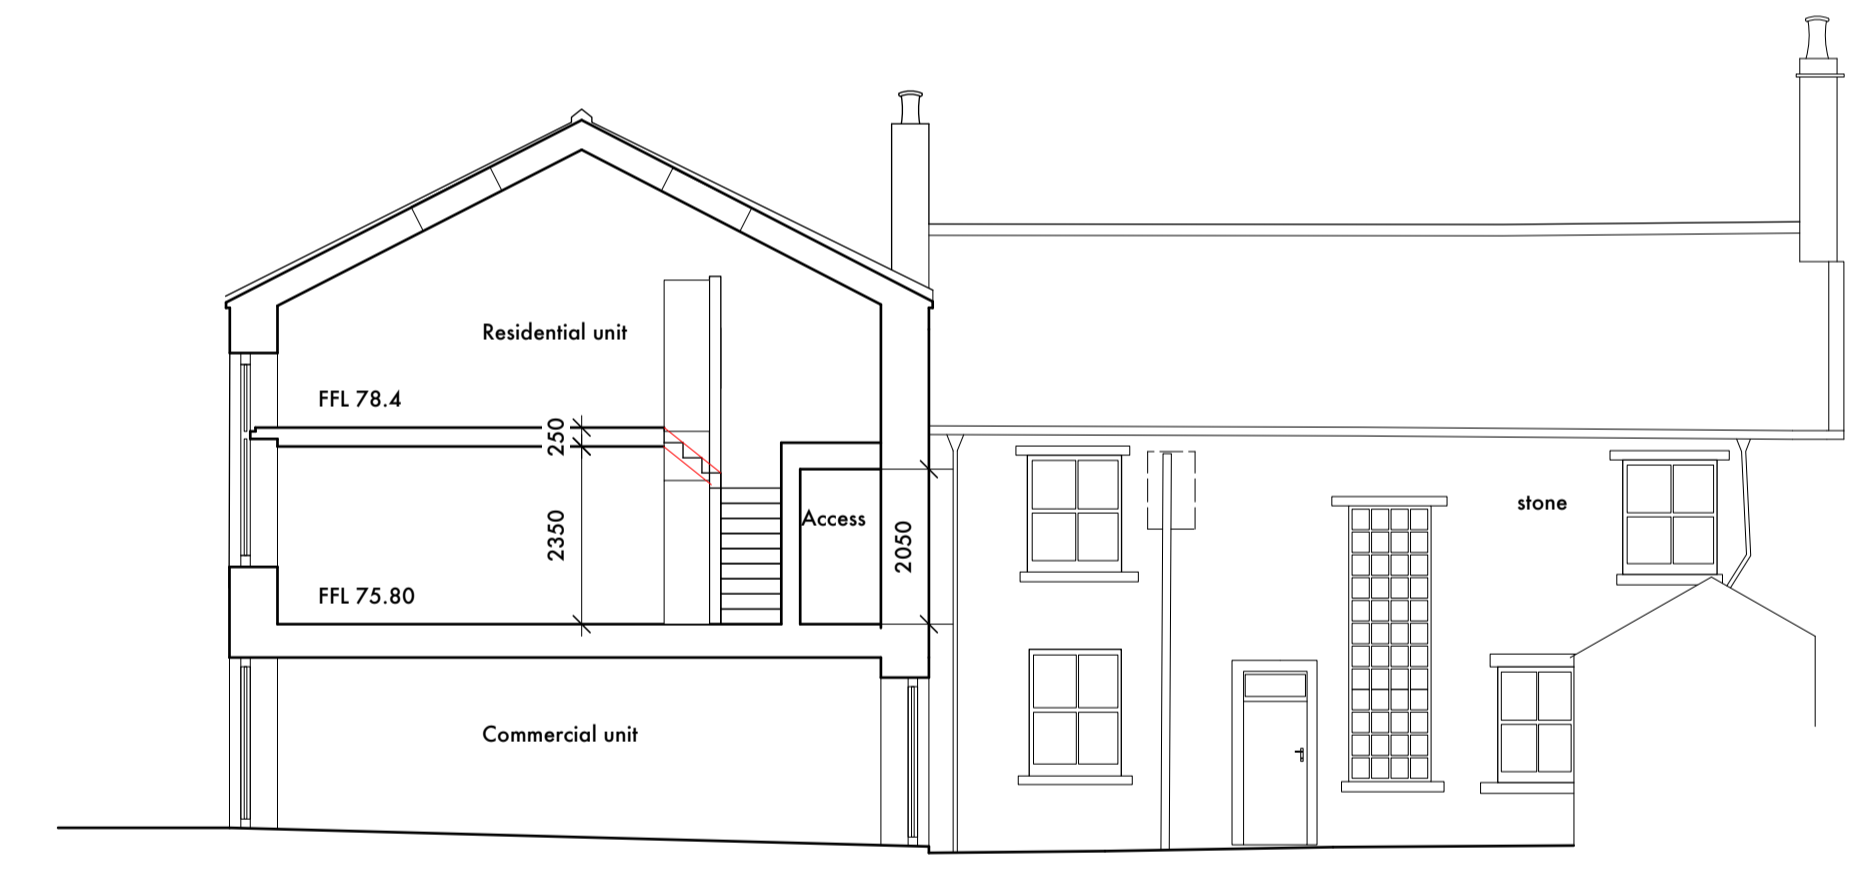 Residential unit
FFL 78.4
250
stone
Access
2350
2050
FFL 75.80
Commercial unit